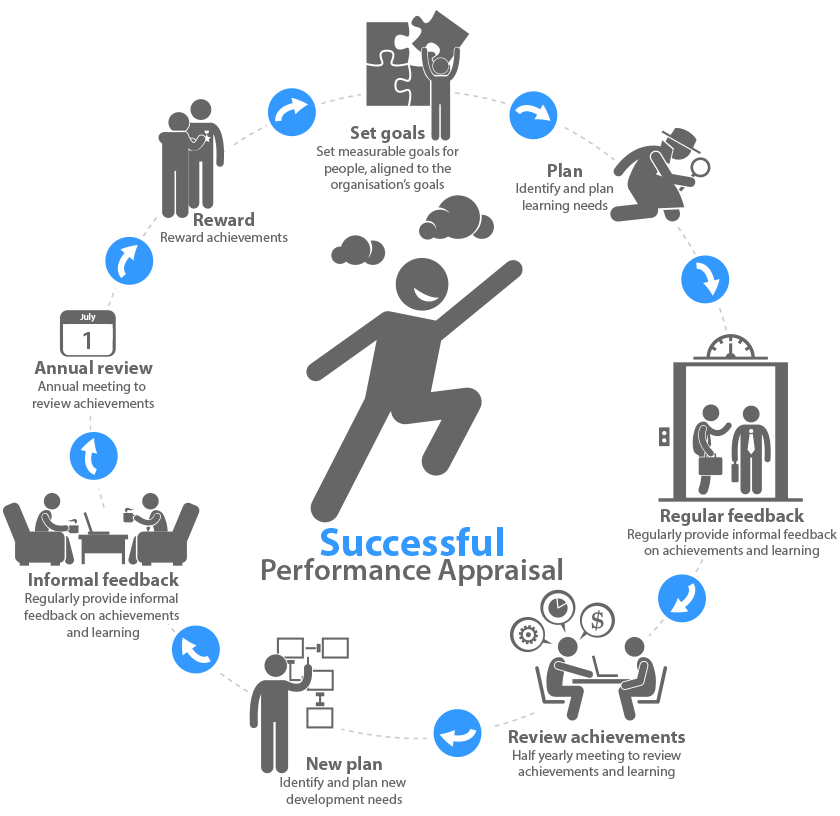 Set goals
Set measurable goals for
people, aligned to the
organisation's goals
Plan
Identify and plan
learning needs
Regular feedback
Regularly provide informal feedback
on achievements and learning
$
Review achievements
Half yearly meeting to review
achievements and learning
New plan
Identify and plan new
development needs
Informal feedback
Regularly provide informal
feedback on achievements
and learning
July
1
Annual review
Annual meeting to
review achievements
Reward
Reward achievements
Successful
Performance Appraisal